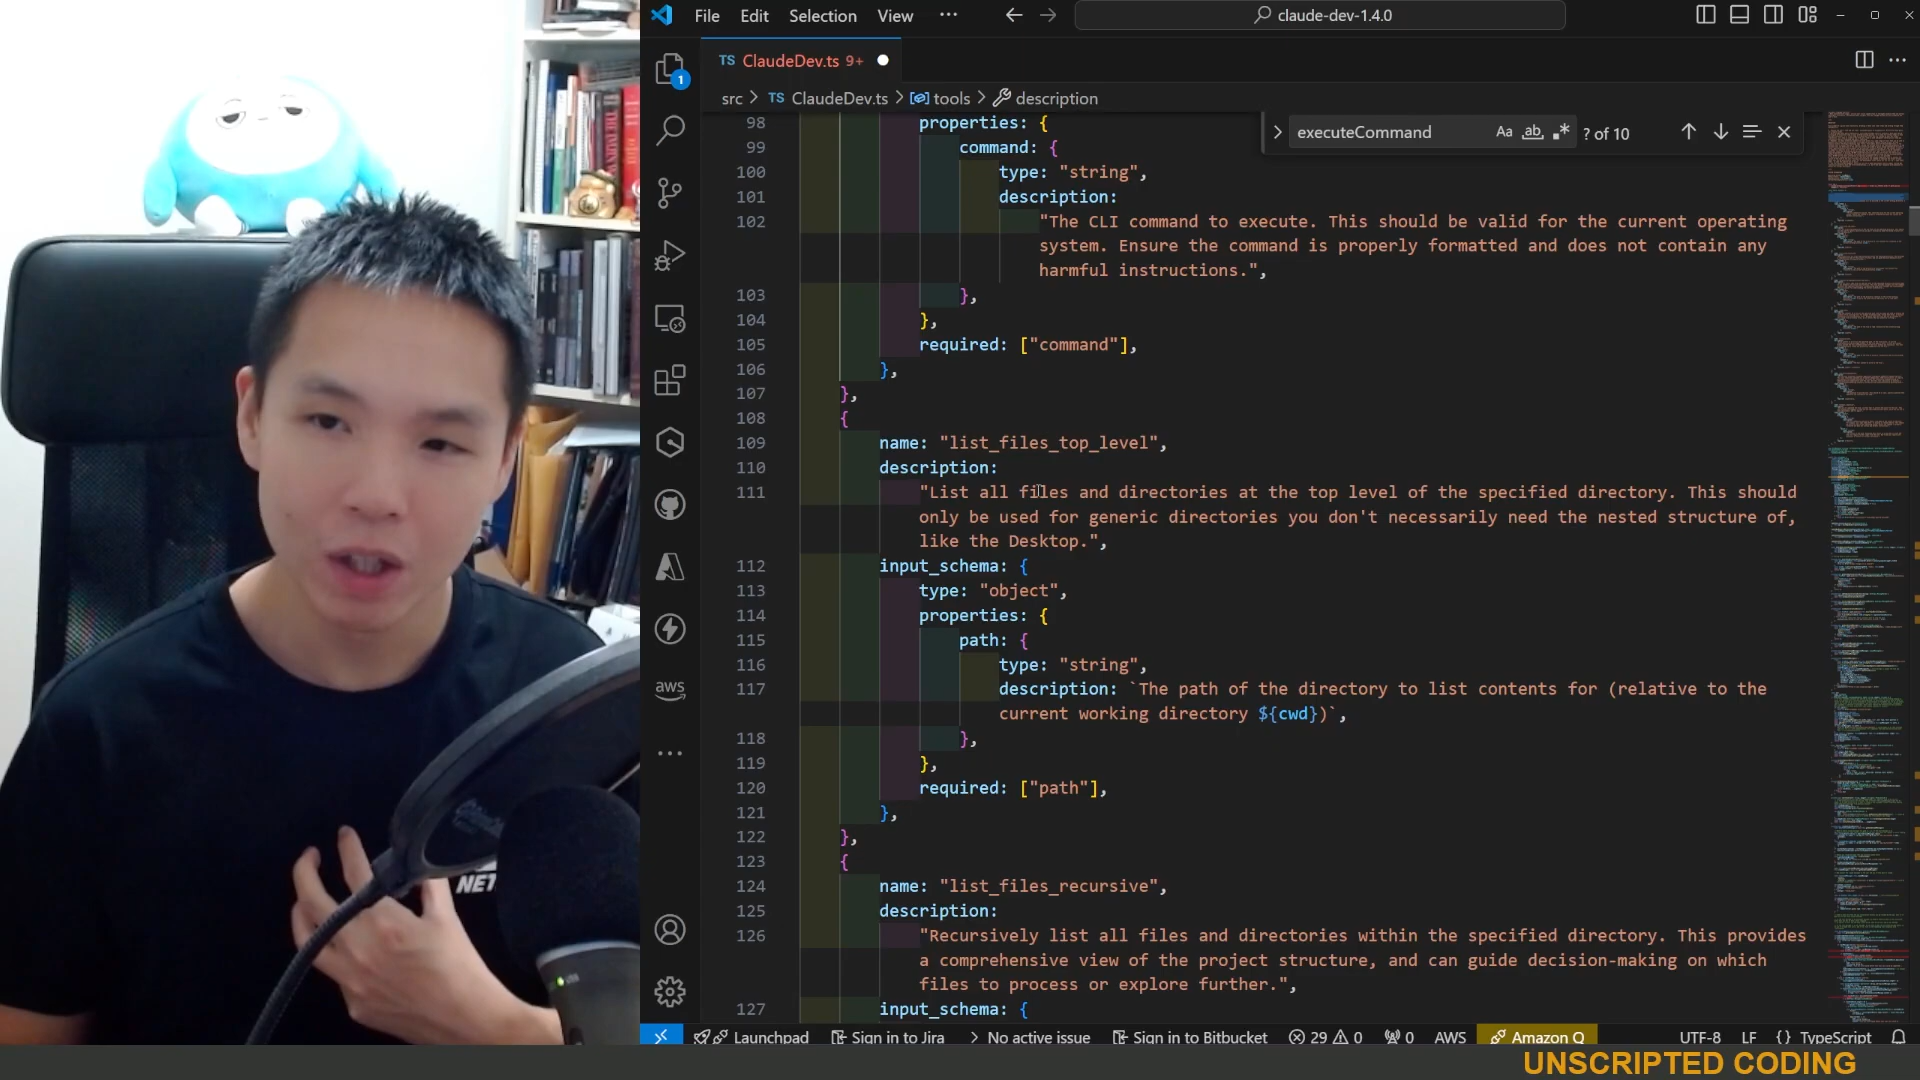 File Edit Selection View ··· claude-dev-1.4.0
TS ClaudeDev.ts 9+
src > TS ClaudeDev.ts > tools > description
executeCommand Aa ab .* ? of 10
1
98 properties: {
99 command: {
100 type: "string",
101 description:
102 "The CLI command to execute. This should be valid for the current operating
system. Ensure the command is properly formatted and does not contain any
harmful instructions.",
103 },
104 },
105 required: ["command"],
106 },
107 },
108 {
109 name: "list_files_top_level",
110 description:
111 "List all files and directories at the top level of the specified directory. This should
only be used for generic directories you don't necessarily need the nested structure of,
like the Desktop.",
112 input_schema: {
113 type: "object",
114 properties: {
115 path: {
116 type: "string",
117 description: `The path of the directory to list contents for (relative to the
current working directory ${cwd})`,
118 },
119 },
120 required: ["path"],
121 },
122 },
123 {
124 name: "list_files_recursive",
125 description:
126 "Recursively list all files and directories within the specified directory. This provides
a comprehensive view of the project structure, and can guide decision-making on which
files to process or explore further.",
127 input_schema: {
aws
NET
Launchpad Sign in to Jira > No active issue Sign in to Bitbucket 29 0 0 AWS Amazon Q UTF-8 LF {} TypeScript
UNSCRIPTED CODING